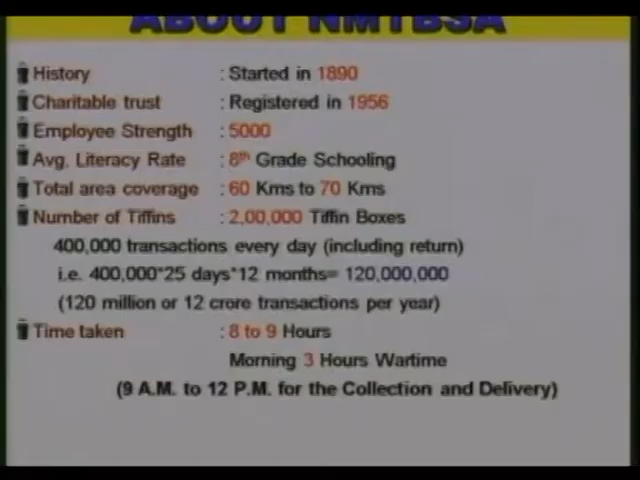 ABOUT NMTBSA
History : Started in 1890
Charitable trust : Registered in 1956
Employee Strength : 5000
Avg. Literacy Rate : 8th Grade Schooling
Total area coverage : 60 Kms to 70 Kms
Number of Tiffins : 2,00,000 Tiffin Boxes
400,000 transactions every day (including return)
i.e. 400,000*25 days*12 months= 120,000,000
(120 million or 12 crore transactions per year)
Time taken : 8 to 9 Hours
Morning 3 Hours Wartime
(9 A.M. to 12 P.M. for the Collection and Delivery)